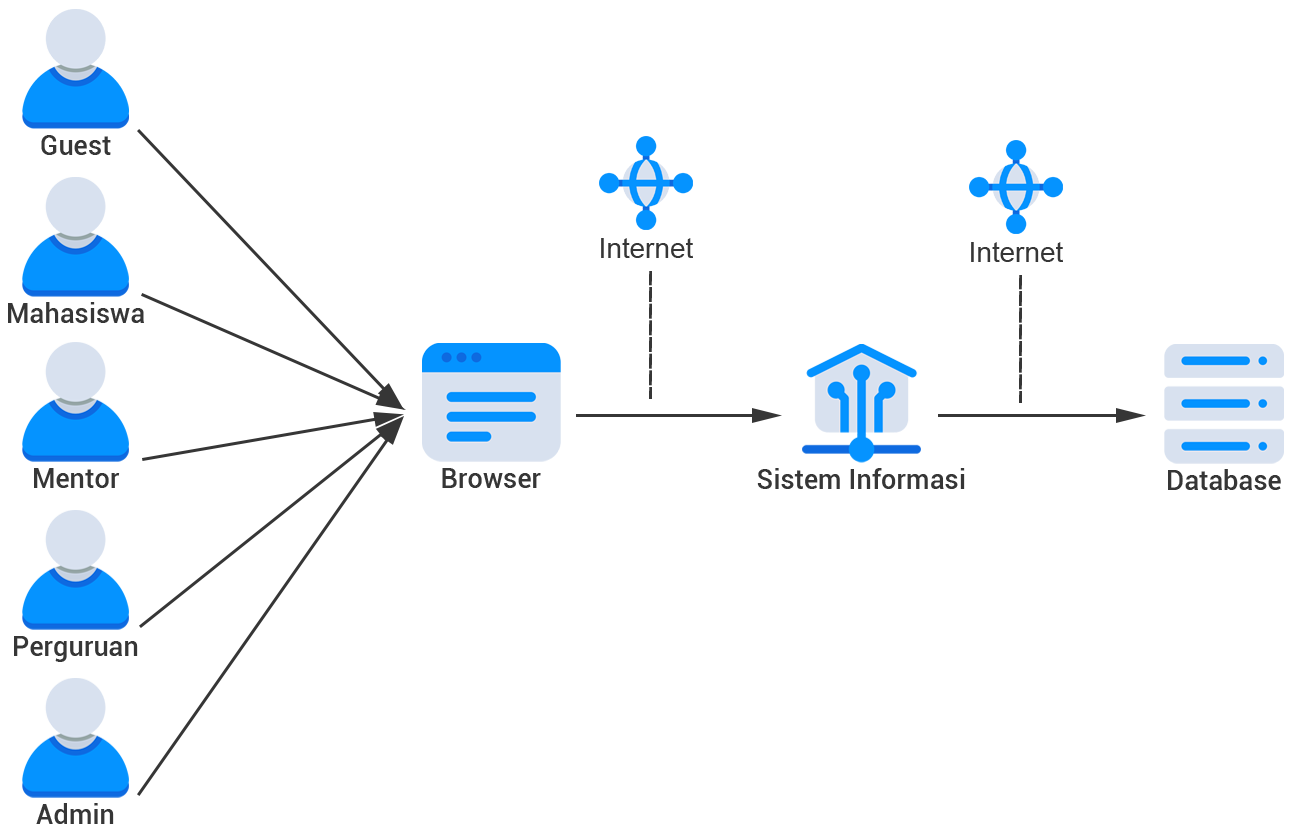 Guest
Mahasiswa
Mentor
Perguruan
Admin
Browser
Internet
Sistem Informasi
Internet
Database